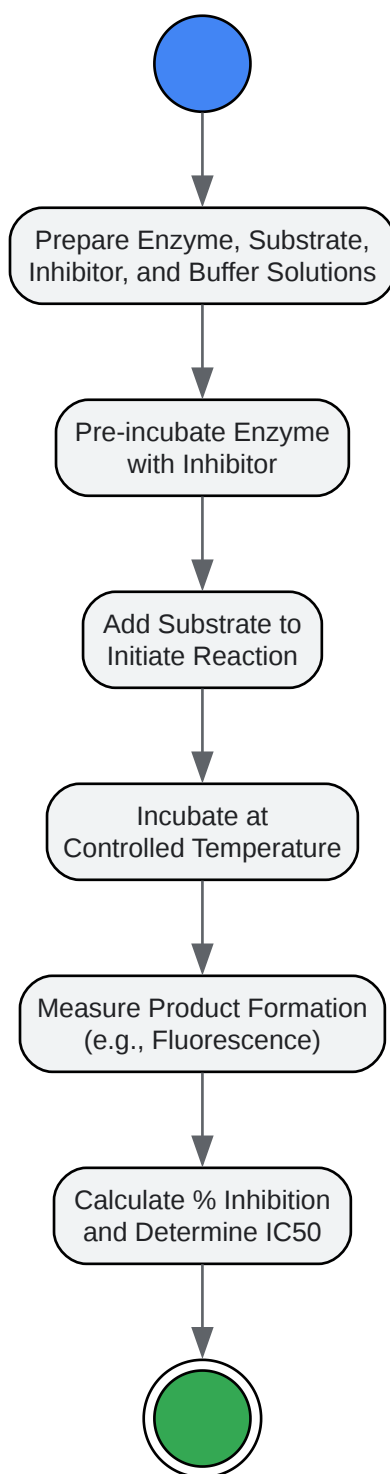 Prepare Enzyme, Substrate,
Inhibitor, and Buffer Solutions
Pre-incubate Enzyme
with Inhibitor
Add Substrate to
Initiate Reaction
Incubate at
Controlled Temperature
Measure Product Formation
(e.g., Fluorescence)
Calculate % Inhibition
and Determine IC50